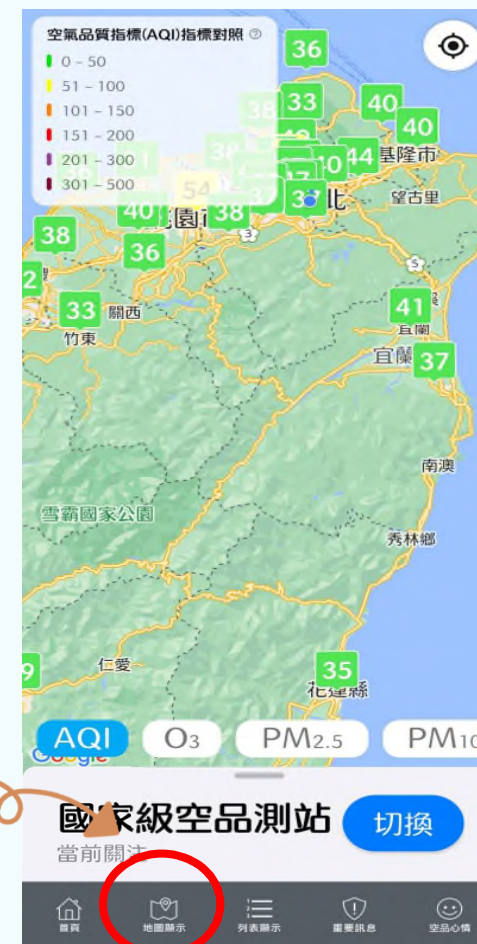 空氣品質指標(AQI)指標對照
0 – 50
51 – 100
101 – 150
151 – 200
201 – 300
301 – 500
36
33
40
40
38
44
基隆市
北
望古里
54
40
38
3
38
36
5
33
關西
竹東
41
宜蘭
宜蘭
37
南澳
雪霸國家公園
秀林鄉
仁愛
35
花蓮縣
AQI
O3
PM2.5
PM10
國家級空品測站
切換
當前關注
首頁
地圖顯示
列表顯示
重要訊息
空品心情